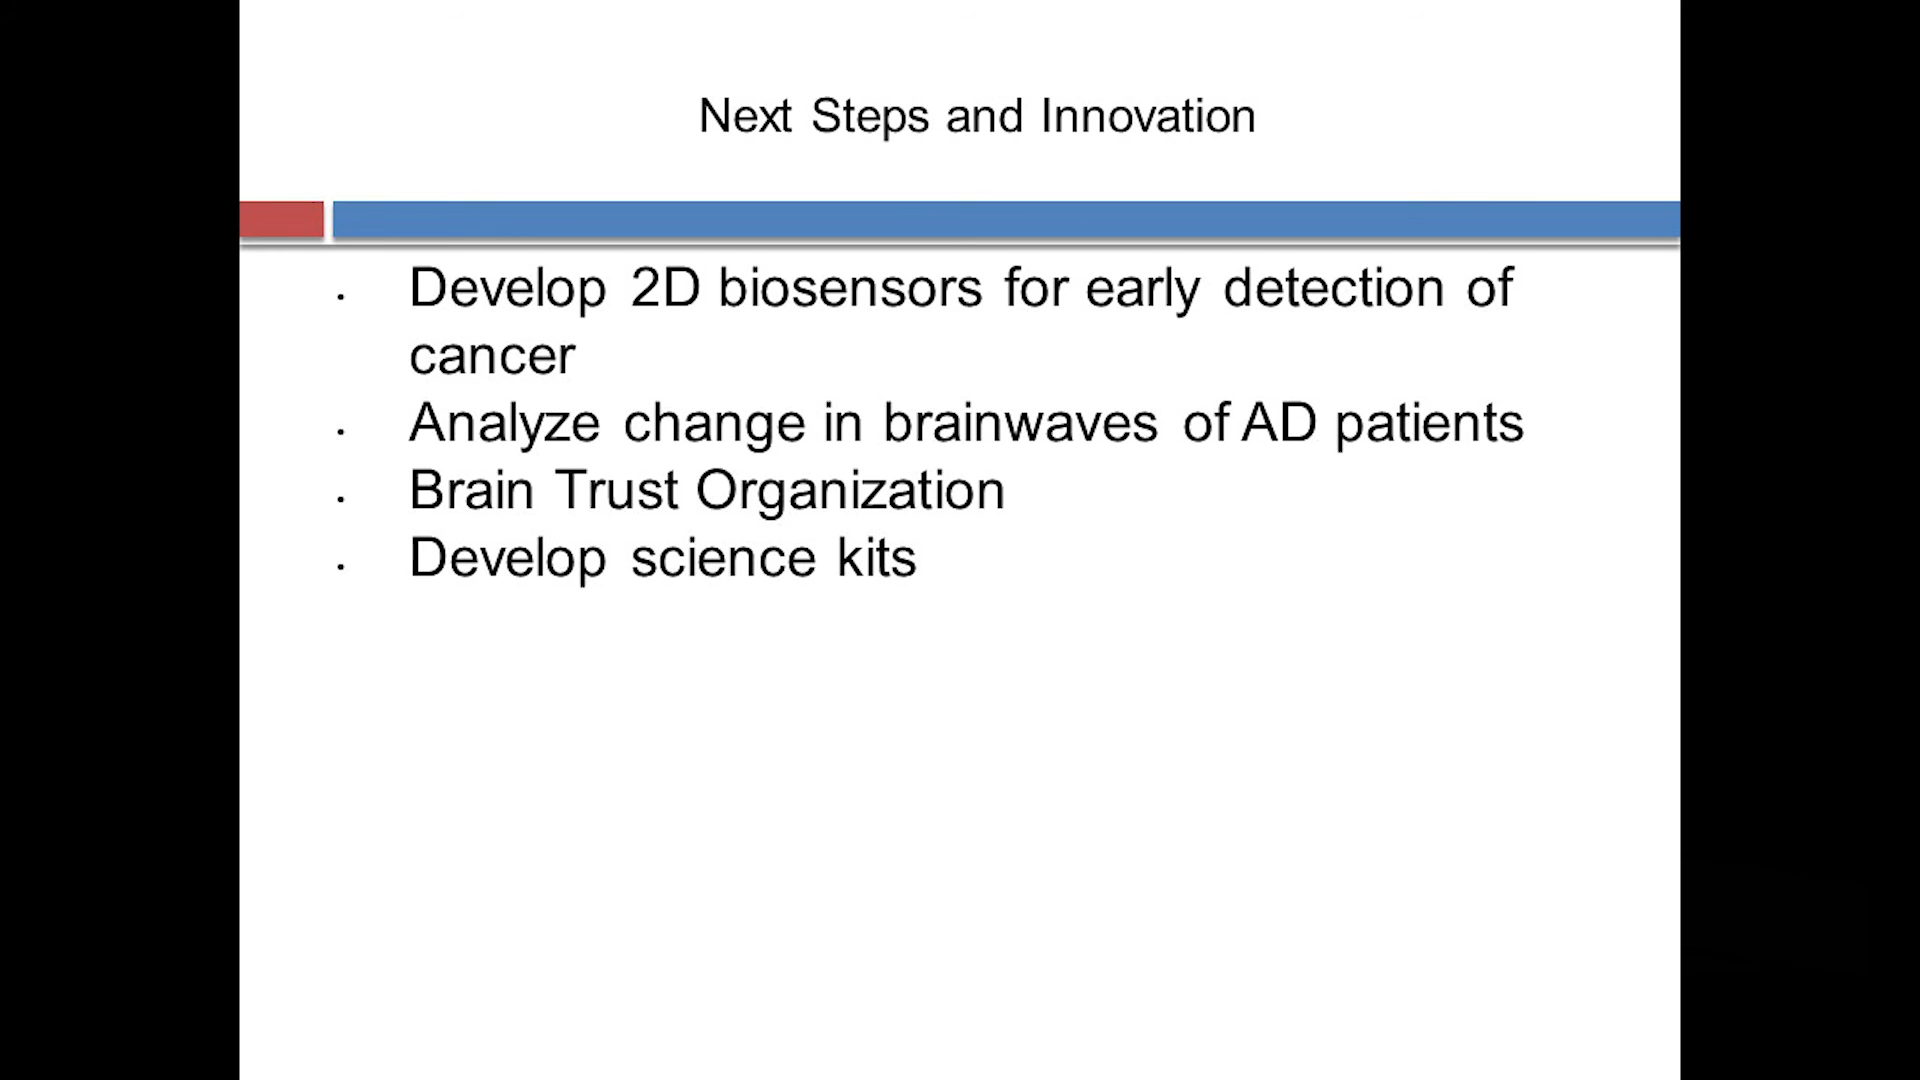 Next Steps and Innovation
• Develop 2D biosensors for early detection of
cancer
• Analyze change in brainwaves of AD patients
• Brain Trust Organization
• Develop science kits